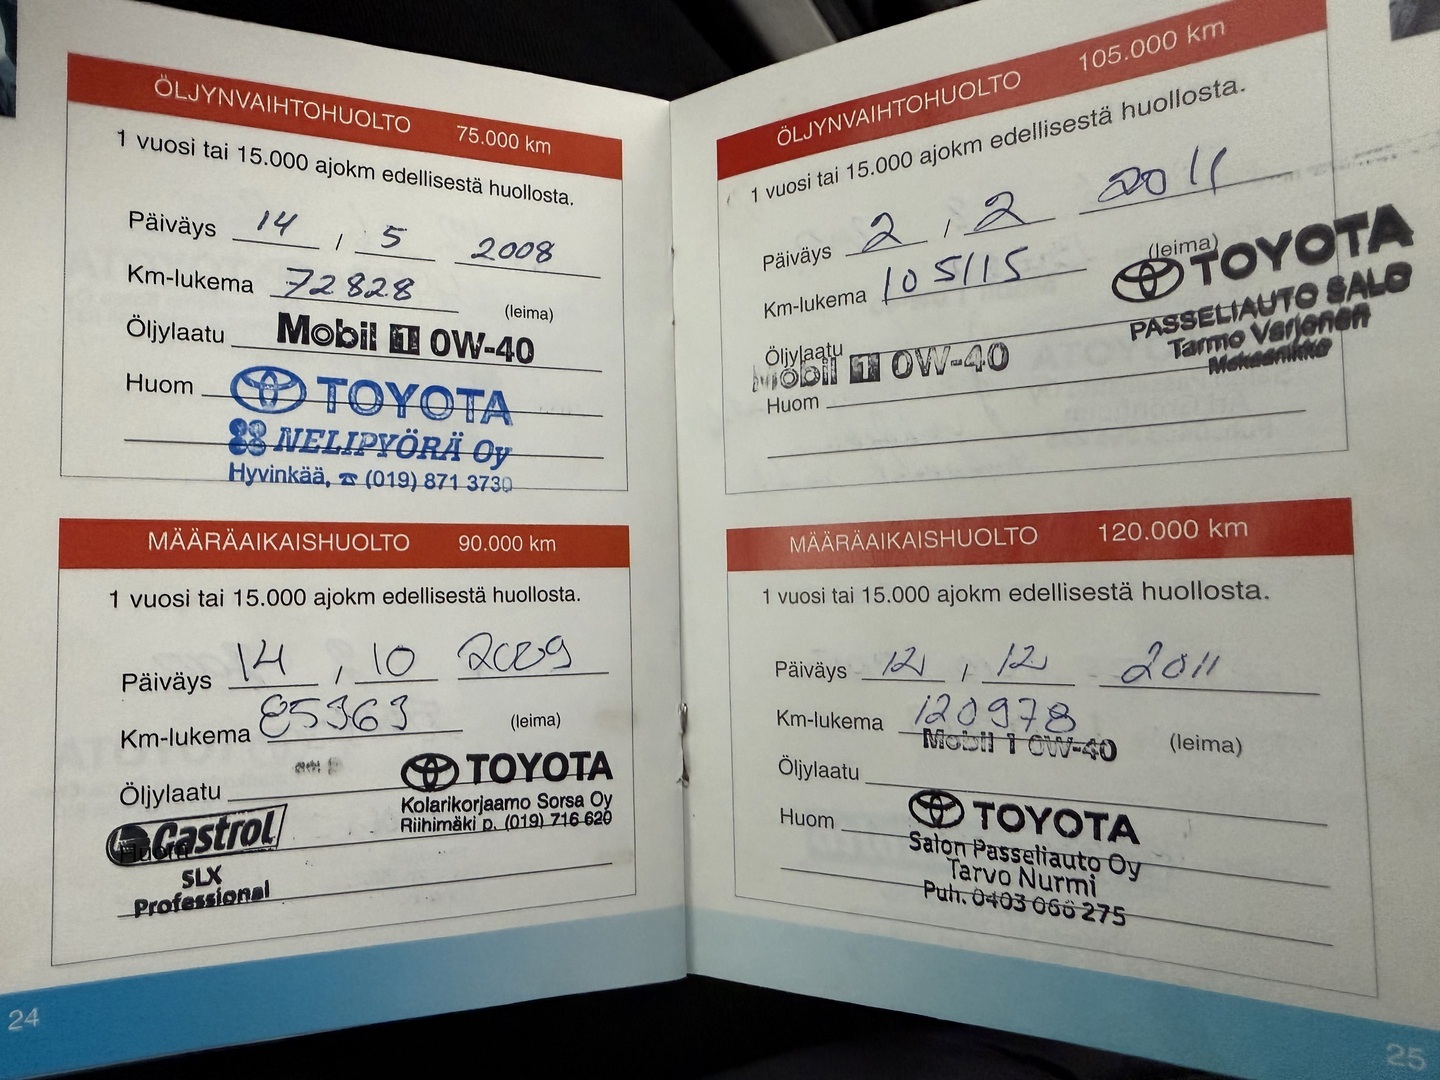 ÖLJYNVAIHTOHUOLTO 75.000 km
1 vuosi tai 15.000 ajokm edellisestä huollosta.
Päiväys 14 / 5 2008
Km-lukema 72828 (leima)
Öljylaatu Mobil 1 0W-40
Huom TOYOTA
NELIPYÖRÄ Oy
Hyvinkää, ☎ (019) 871 3730
MÄÄRÄAIKAISHUOLTO 90.000 km
1 vuosi tai 15.000 ajokm edellisestä huollosta.
Päiväys 14 / 10 2009
Km-lukema 85363 (leima)
Öljylaatu TOYOTA
Kolarikorjaamo Sorsa Oy
Riihimäki p. (019) 716 620
Castrol
Huom
SLX
Professional
24
ÖLJYNVAIHTOHUOLTO 105.000 km
1 vuosi tai 15.000 ajokm edellisestä huollosta.
Päiväys 2 / 2 2011
Km-lukema 105115 (leima)
TOYOTA
PASSELIAUTO SALO
Tarmo Varjonen
Mekaanikko
Öljylaatu
Mobil 1 0W-40
Huom
MÄÄRÄAIKAISHUOLTO 120.000 km
1 vuosi tai 15.000 ajokm edellisestä huollosta.
Päiväys 12 / 12 2011
Km-lukema 120978
Mobil 1 0W-40 (leima)
Öljylaatu
Huom TOYOTA
Salon Passeliauto Oy
Tarvo Nurmi
Puh. 0403 066 275
25